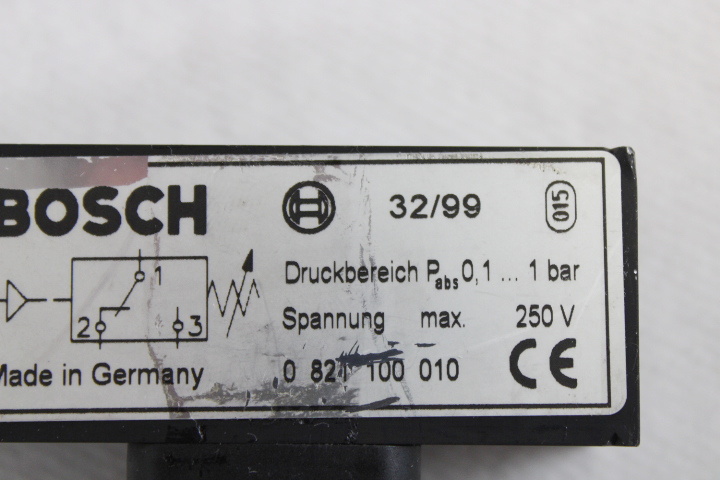 BOSCH 32/99 015
1
2 3
Druckbereich Pabs 0,1 ... 1 bar
Spannung max. 250 V
Made in Germany 0 821 100 010 CE